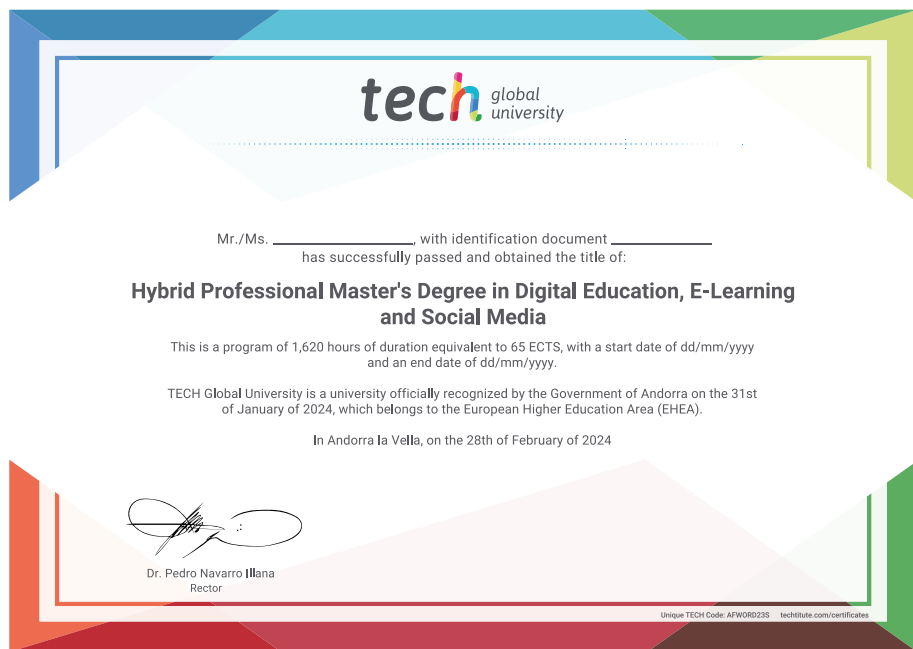 tech global university
Mr./Ms. ____________, with identification document ____________
has successfully passed and obtained the title of:
Hybrid Professional Master's Degree in Digital Education, E-Learning
and Social Media
This is a program of 1,620 hours of duration equivalent to 65 ECTS, with a start date of dd/mm/yyyy
and an end date of dd/mm/yyyy.
TECH Global University is a university officially recognized by the Government of Andorra on the 31st
of January of 2024, which belongs to the European Higher Education Area (EHEA).
In Andorra la Vella, on the 28th of February of 2024
Dr. Pedro Navarro Illana
Rector
Unique TECH Code: AFWORD23S techtitute.com/certificates